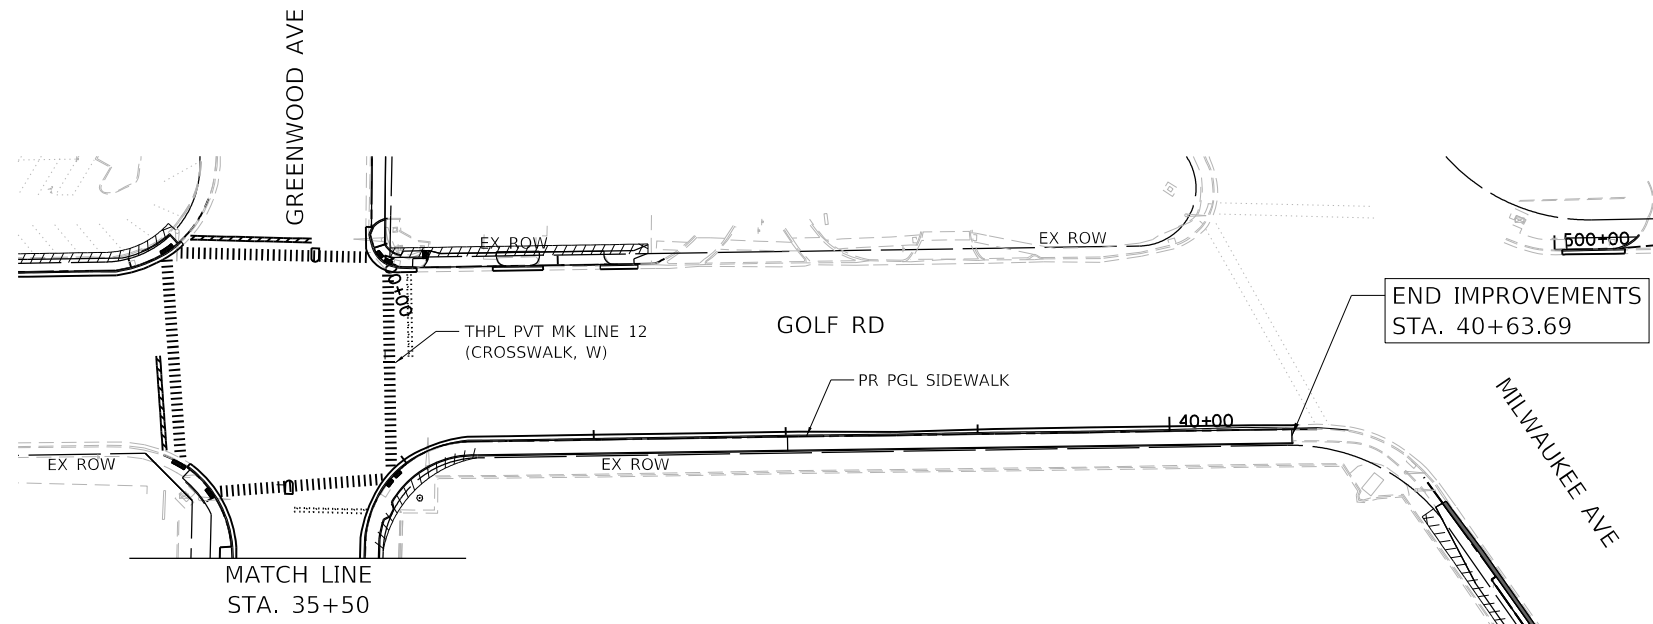 GREENWOOD AVE
EX ROW
EX ROW
500+00
0+00
END IMPROVEMENTS
STA. 40+63.69
THPL PVT MK LINE 12
(CROSSWALK, W)
GOLF RD
PR PGL SIDEWALK
MILWAUKEE AVE
40+00
EX ROW
EX ROW
MATCH LINE
STA. 35+50